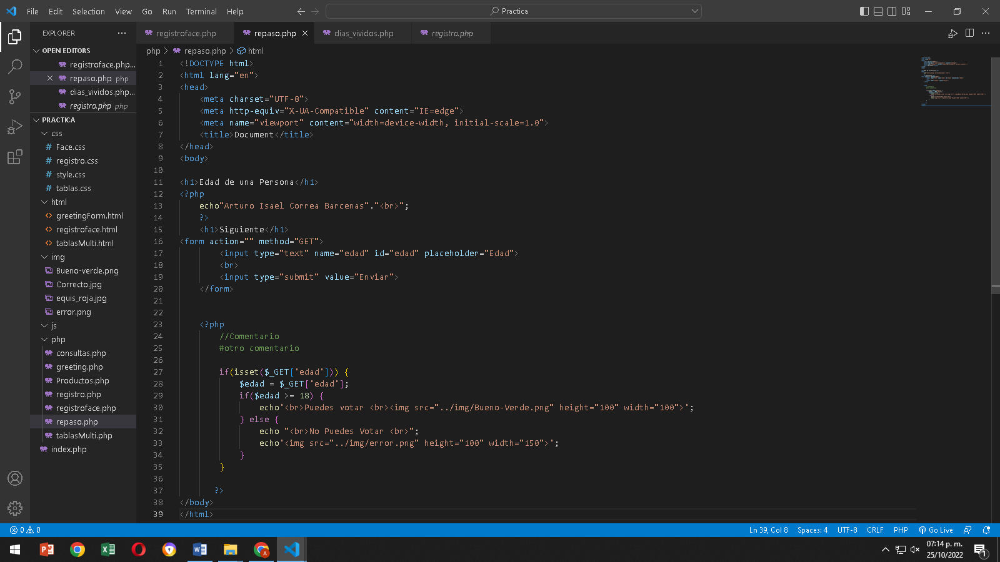 File Edit Selection View Go Run Terminal Help
Practica
EXPLORER
OPEN EDITORS
registroface.php...
repaso.php php
dias_vividos.php...
registro.php php
PRACTICA
css
Face.css
registro.css
style.css
tablas.css
html
greetingForm.html
registroface.html
tablasMulti.html
img
Bueno-verde.png
Correcto.jpg
equis_roja.jpg
error.png
js
php
consultas.php
greeting.php
Productos.php
registro.php
registroface.php
repaso.php
tablasMulti.php
index.php
registroface.php repaso.php dias_vividos.php registro.php
php > repaso.php > html
1 <!DOCTYPE html>
2 <html lang="en">
3 <head>
4 <meta charset="UTF-8">
5 <meta http-equiv="X-UA-Compatible" content="IE=edge">
6 <meta name="viewport" content="width=device-width, initial-scale=1.0">
7 <title>Document</title>
8 </head>
9 <body>
10
11 <h1>Edad de una Persona</h1>
12 <?php
13 echo"Arturo Isael Correa Barcenas"."<br>";
14 ?>
15 <h1>Siguiente</h1>
16 <form action="" method="GET">
17 <input type="text" name="edad" id="edad" placeholder="Edad">
18 <br>
19 <input type="submit" value="Enviar">
20 </form>
21
22
23 <?php
24 //Comentario
25 #otro comentario
26
27 if(isset($_GET['edad'])) {
28 $edad = $_GET['edad'];
29 if($edad >= 18) {
30 echo'<br>Puedes votar <br><img src="../img/Bueno-Verde.png" height="100" width="100">';
31 } else {
32 echo "<br>No Puedes Votar <br>";
33 echo'<img src="../img/error.png" height="100" width="150">';
34 }
35 }
36
37 ?>
38 </body>
39 </html>
0 0
Ln 39, Col 8 Spaces: 4 UTF-8 CRLF PHP Go Live
07:14 p. m.
25/10/2022
1